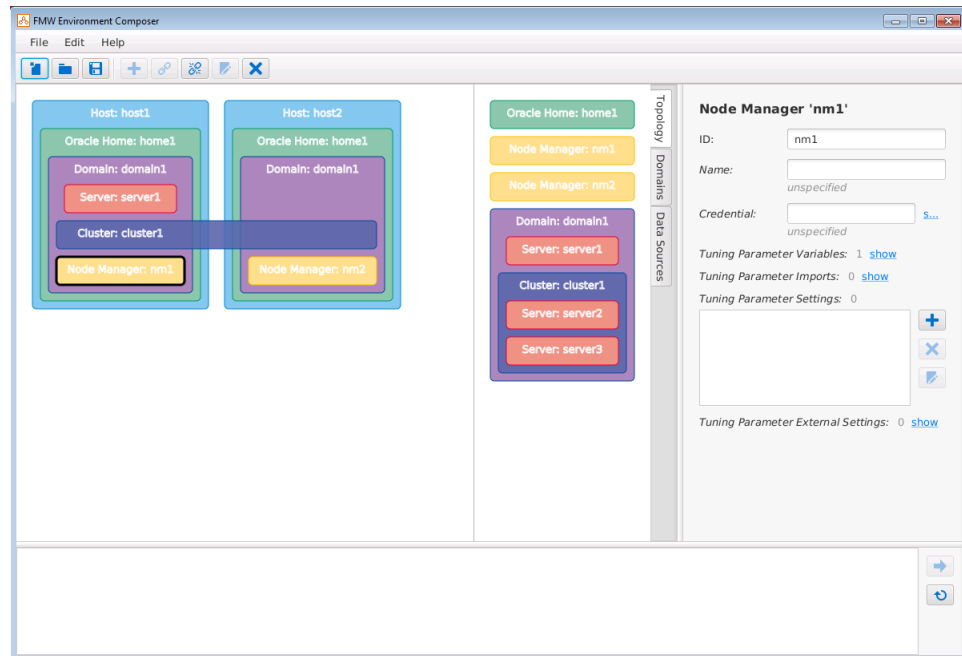 FMW Environment Composer
File Edit Help
Host: host1
Oracle Home: home1
Domain: domain1
Server: server1
Cluster: cluster1
Node Manager: nm1
Host: host2
Oracle Home: home1
Domain: domain1
Node Manager: nm2
Oracle Home: home1
Node Manager: nm1
Node Manager: nm2
Domain: domain1
Server: server1
Cluster: cluster1
Server: server2
Server: server3
Topology
Domains
Data Sources
Node Manager 'nm1'
ID: nm1
Name:
unspecified
Credential: s...
unspecified
Tuning Parameter Variables: 1 show
Tuning Parameter Imports: 0 show
Tuning Parameter Settings: 0
Tuning Parameter External Settings: 0 show